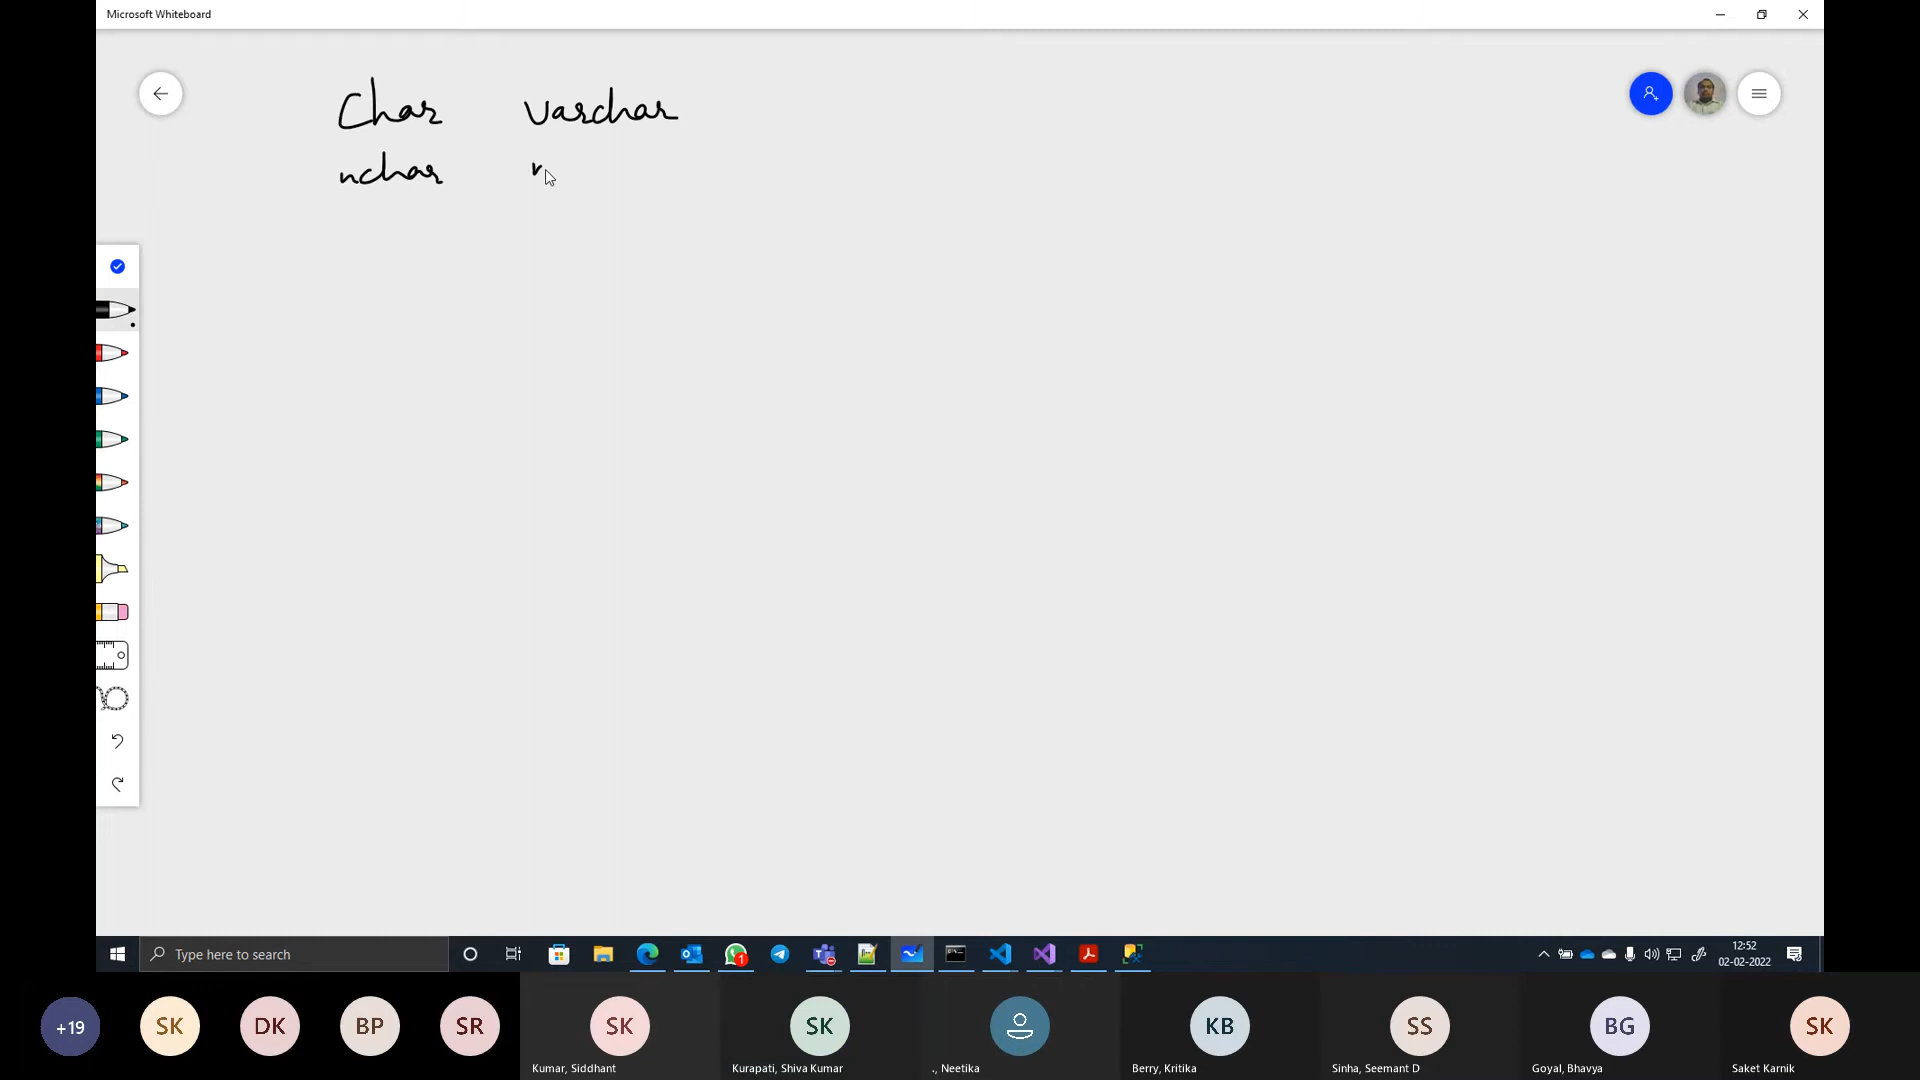 Microsoft Whiteboard
Char varchar
nchar
Type here to search
1
12:52
02-02-2022
+19
SK
DK
BP
SR
SK
SK
KB
SS
BG
SK
Kumar, Siddhant
Kurapati, Shiva Kumar
., Neetika
Berry, Kritika
Sinha, Seemant D
Goyal, Bhavya
Saket Karnik